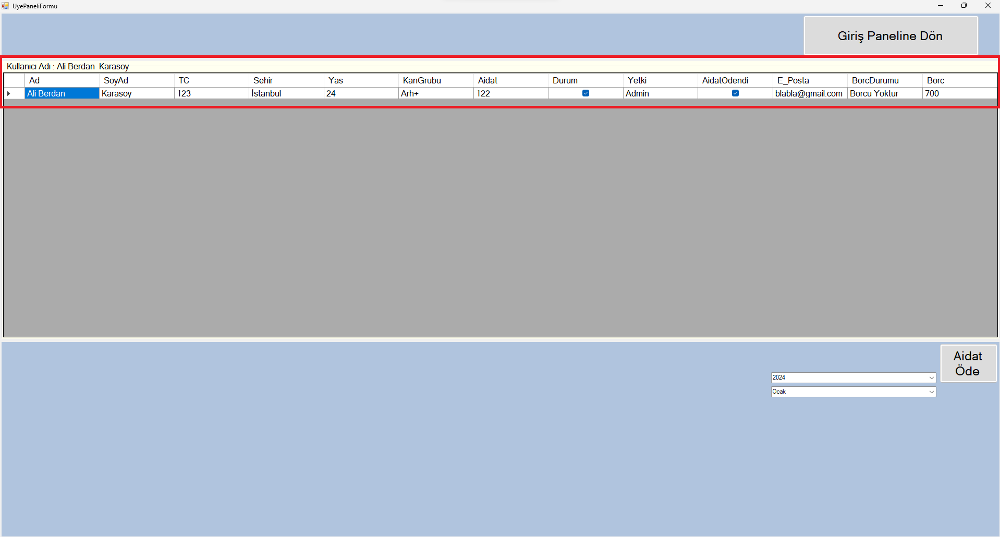 UyePaneliFormu
Giriş Paneline Dön
Kullanıcı Adı : Ali Berdan  Karasoy
Ad SoyAd TC Sehir Yas KanGrubu Aidat Durum Yetki AidatOdendi E_Posta BorcDurumu Borc
Ali Berdan Karasoy 123 İstanbul 24 Arh+ 122 Admin blabla@gmail.com Borcu Yoktur 700
Aidat
Öde
2024
Ocak